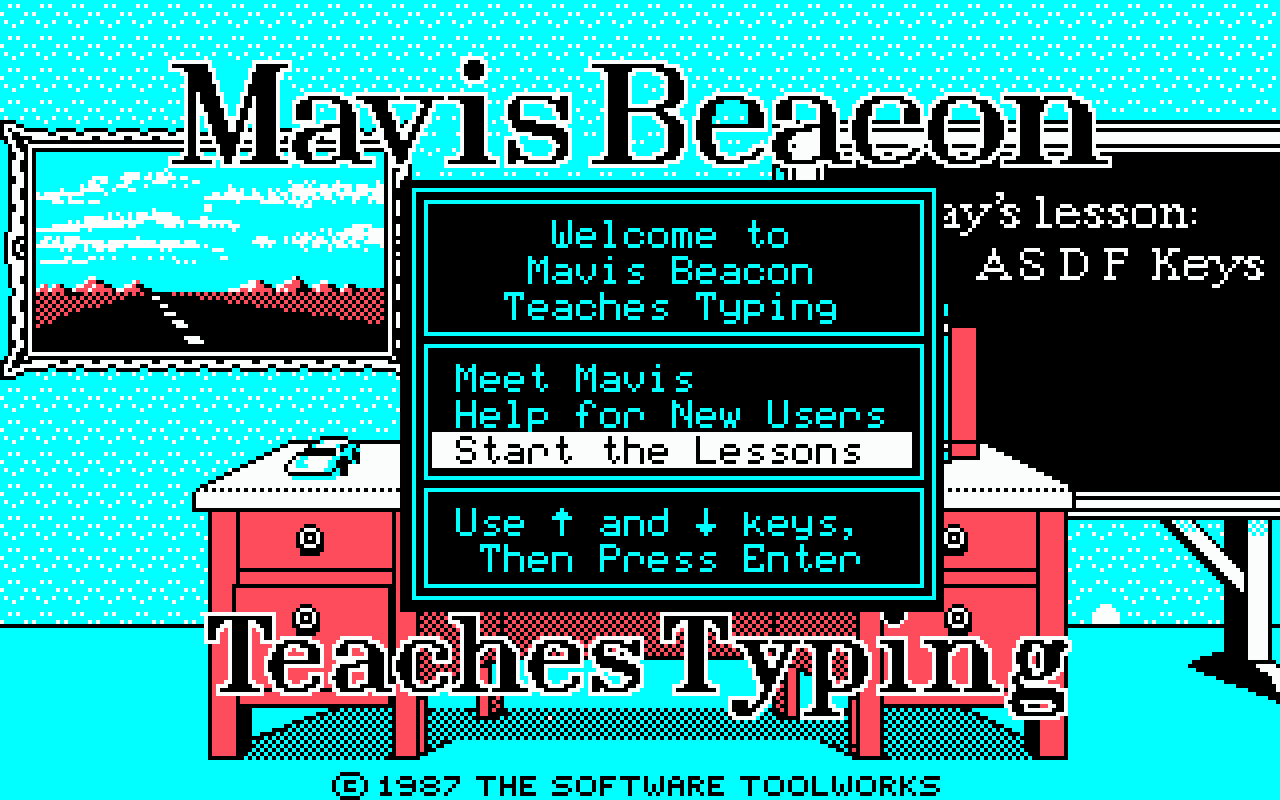 Mavis Beacon
ay's lesson:
A S D F Keys
Welcome to
Mavis Beacon
Teaches Typing
Meet Mavis
Help for New Users
Start the Lessons
Use ↑ and ↓ keys,
Then Press Enter
Teaches Typing
© 1987 THE SOFTWARE TOOLWORKS